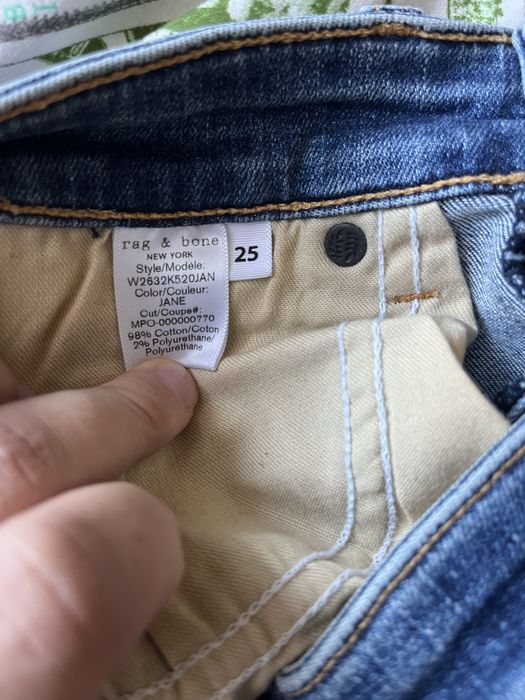 rag & bone
NEW YORK
Style/Modèle:
W2632K520JAN
Color/Couleur:
JANE
Cut/Coupe#:
MPO-000000770
98% Cotton/Coton
2% Polyurethane/
Polyurethane
25